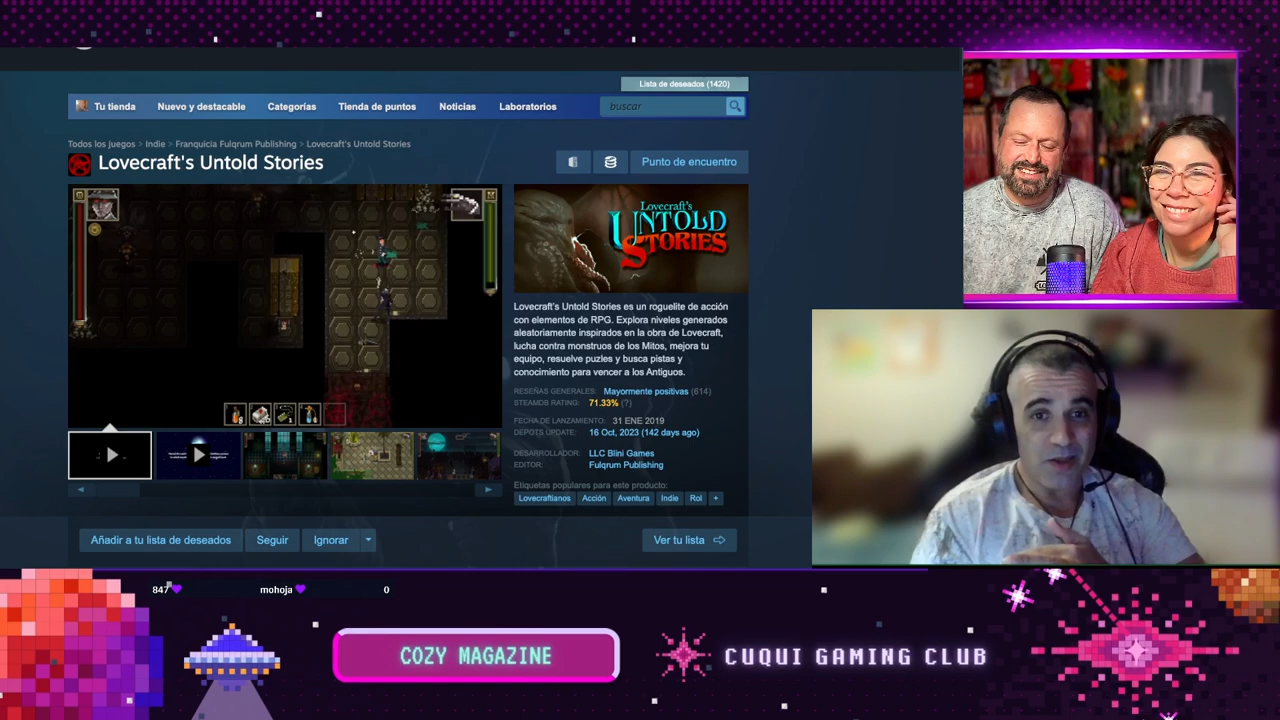 Lista de deseados (1420)
Tu tienda Nuevo y destacable Categorías Tienda de puntos Noticias Laboratorios buscar
Todos los juegos > Indie > Franquicia Fulqrum Publishing > Lovecraft's Untold Stories
Lovecraft's Untold Stories
Punto de encuentro
Lovecraft's
UNTOLD
STORIES
Lovecraft's Untold Stories es un roguelite de acción
con elementos de RPG. Explora niveles generados
aleatoriamente inspirados en la obra de Lovecraft,
lucha contra monstruos de los Mitos, mejora tu
equipo, resuelve puzles y busca pistas y
conocimiento para vencer a los Antiguos.
RESEÑAS GENERALES: Mayormente positivas (614)
STEAMDB RATING: 71.33% (?)
FECHA DE LANZAMIENTO: 31 ENE 2019
DEPOTS UPDATE: 16 Oct, 2023 (142 days ago)
DESARROLLADOR: LLC Blini Games
EDITOR: Fulqrum Publishing
Etiquetas populares para este producto:
Lovecraftianos Acción Aventura Indie Rol +
Añadir a tu lista de deseados Seguir Ignorar Ver tu lista
847 mohoja 0
COZY MAGAZINE
CUQUI GAMING CLUB